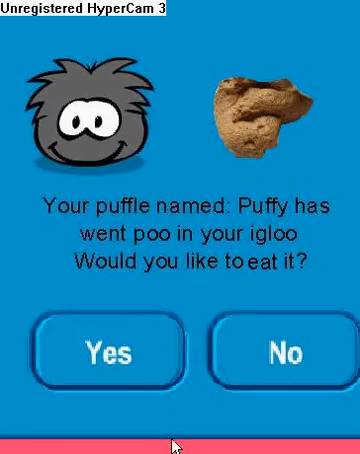 Unregistered HyperCam 3
Your puffle named: Puffy has
went poo in your igloo
Would you like to eat it?
Yes
No